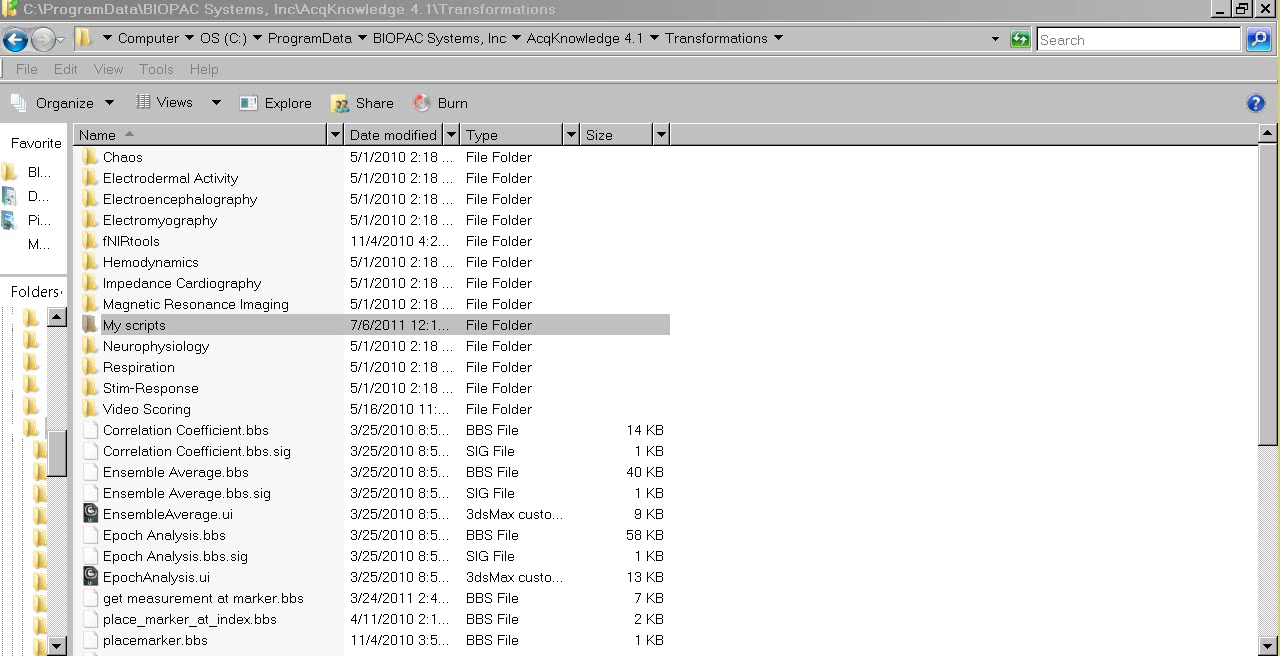 C:\ProgramData\BIOPAC Systems, Inc\AcqKnowledge 4.1\Transformations
Computer OS (C:) ProgramData BIOPAC Systems, Inc AcqKnowledge 4.1 Transformations Search
File Edit View Tools Help
Organize Views Explore Share Burn
Favorite
BI...
D...
Pi...
M...
Folders
Name Date modified Type Size
Chaos 5/1/2010 2:18 ... File Folder
Electrodermal Activity 5/1/2010 2:18 ... File Folder
Electroencephalography 5/1/2010 2:18 ... File Folder
Electromyography 5/1/2010 2:18 ... File Folder
fNIRtools 11/4/2010 4:2... File Folder
Hemodynamics 5/1/2010 2:18 ... File Folder
Impedance Cardiography 5/1/2010 2:18 ... File Folder
Magnetic Resonance Imaging 5/1/2010 2:18 ... File Folder
My scripts 7/6/2011 12:1... File Folder
Neurophysiology 5/1/2010 2:18 ... File Folder
Respiration 5/1/2010 2:18 ... File Folder
Stim-Response 5/1/2010 2:18 ... File Folder
Video Scoring 5/16/2010 11:... File Folder
Correlation Coefficient.bbs 3/25/2010 8:5... BBS File 14 KB
Correlation Coefficient.bbs.sig 3/25/2010 8:5... SIG File 1 KB
Ensemble Average.bbs 3/25/2010 8:5... BBS File 40 KB
Ensemble Average.bbs.sig 3/25/2010 8:5... SIG File 1 KB
EnsembleAverage.ui 3/25/2010 8:5... 3dsMax custo... 9 KB
Epoch Analysis.bbs 3/25/2010 8:5... BBS File 58 KB
Epoch Analysis.bbs.sig 3/25/2010 8:5... SIG File 1 KB
EpochAnalysis.ui 3/25/2010 8:5... 3dsMax custo... 13 KB
get measurement at marker.bbs 3/24/2011 2:4... BBS File 7 KB
place_marker_at_index.bbs 4/11/2010 2:1... BBS File 2 KB
placemarker.bbs 11/4/2010 3:5... BBS File 1 KB